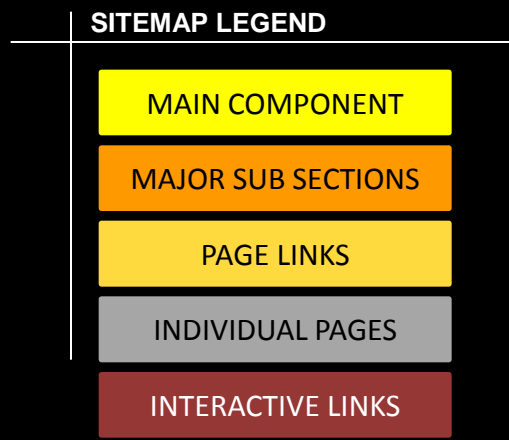 SITEMAP LEGEND
MAIN COMPONENT
MAJOR SUB SECTIONS
PAGE LINKS
INDIVIDUAL PAGES
INTERACTIVE LINKS